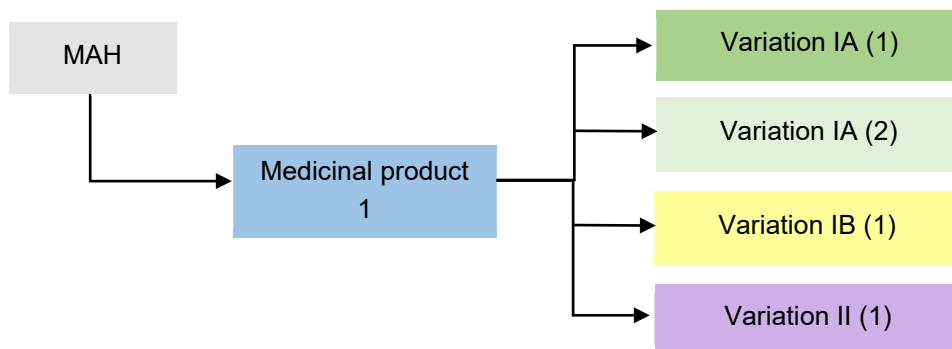 MAH
Medicinal product
1
Variation IA (1)
Variation IA (2)
Variation IB (1)
Variation II (1)